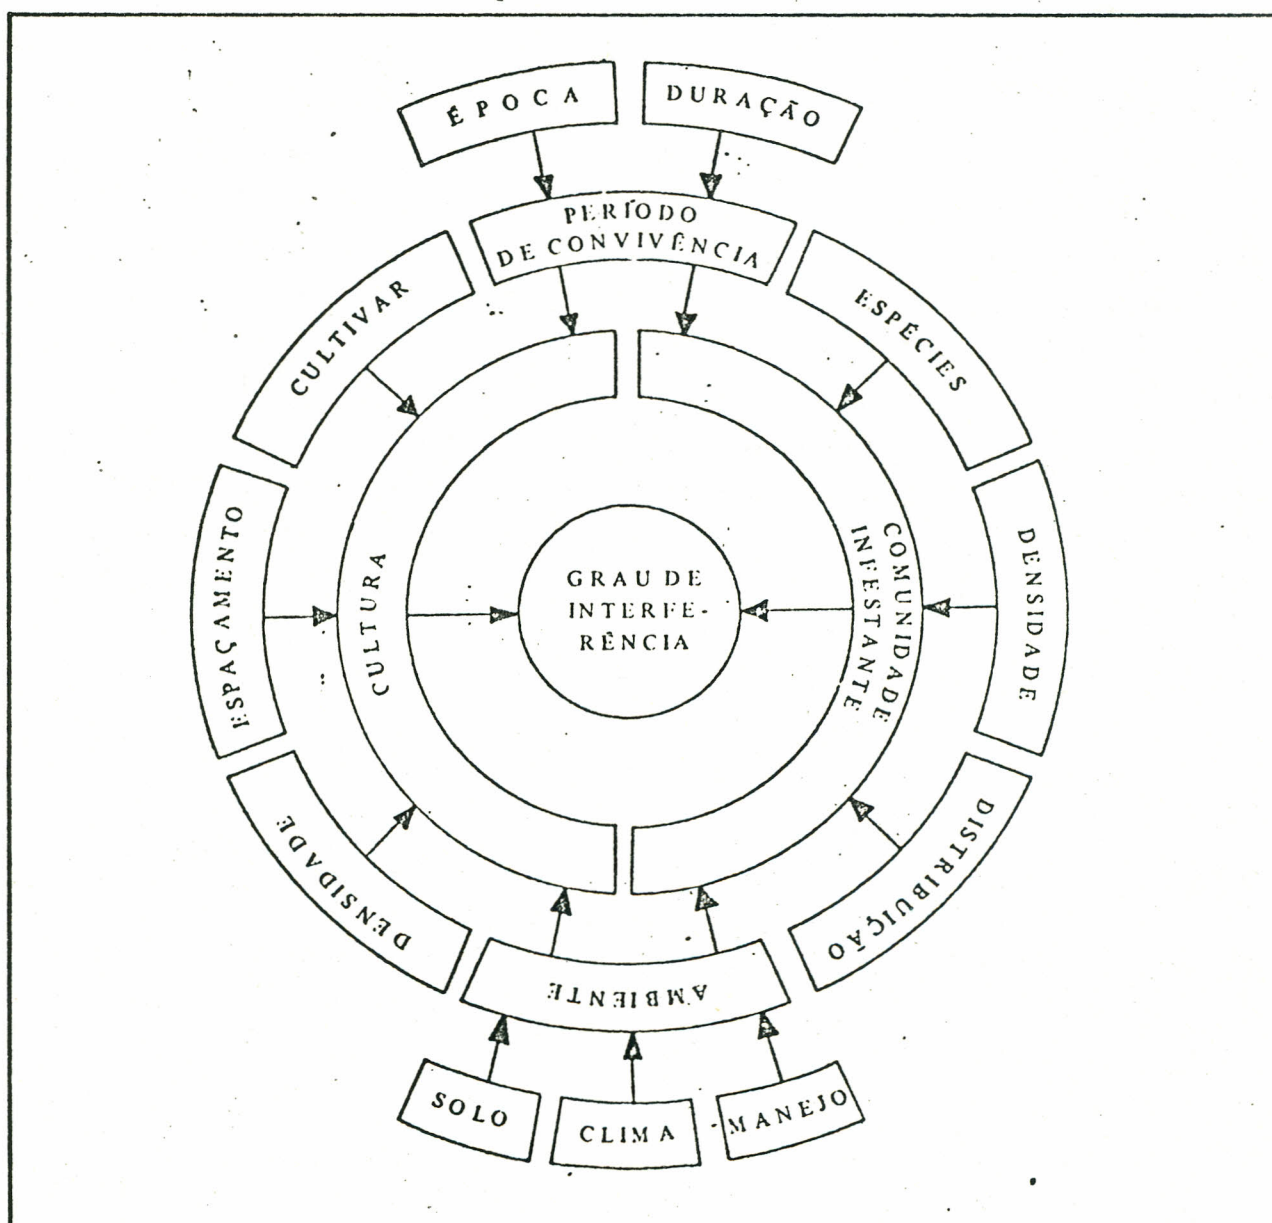 ÉPOCA
DURAÇÃO
PERÍODO
DE CONVIVÊNCIA
CULTIVAR
ESPÉCIES
ESPAÇAMENTO
CULTURA
GRAU DE
INTERFE-
RÊNCIA
COMUNIDADE
INFESTANTE
DENSIDADE
DENSIDADE
DISTRIBUIÇÃO
AMBIENTE
SOLO
CLIMA
MANEJO